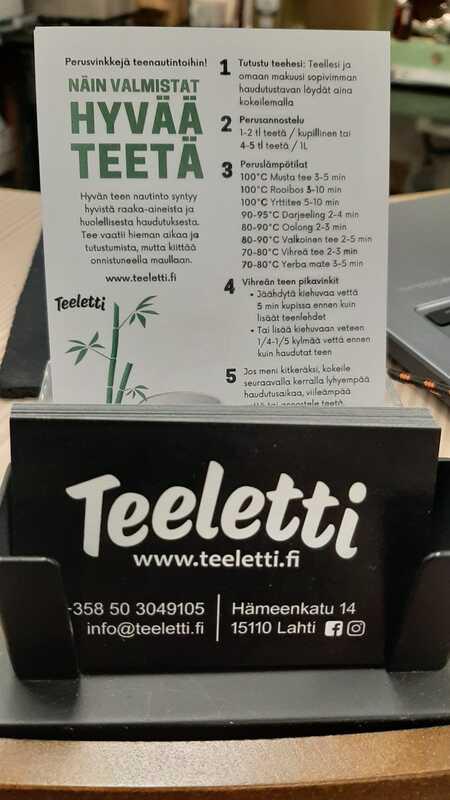 Perusvinkkejä teenautintoihin!
NÄIN VALMISTAT
HYVÄÄ
TEETÄ
Hyvän teen nautinto syntyy
hyvistä raaka-aineista ja
huolellisesta haudutuksesta.
Tee vaatii hieman aikaa ja
tutustumista, mutta kiittää
onnistuneella maullaan.
www.teeletti.fi
Teeletti
1 Tutustu teehesi: Teellesi ja
omaan makuusi sopivimman
haudutustavan löydät aina
kokeilemalla
2 Perusannostelu
1-2 tl teetä / kupillinen tai
4-5 tl teetä / 1L
3 Peruslämpötilat
100°C Musta tee 3-5 min
100°C Rooibos 3-10 min
100°C Yrttitee 5-10 min
90-95°C Darjeeling 2-4 min
80-90°C Oolong 2-3 min
80-90°C Valkoinen tee 2-5 min
70-80°C Vihreä tee 2-3 min
70-80°C Yerba mate 3-5 min
4 Vihreän teen pikavinkit
• Jäähdytä kiehuvaa vettä
5 min kupissa ennen kuin
lisäät teenlehdet
• Tai lisää kiehuvaan veteen
1/4-1/5 kylmää vettä ennen
kuin haudutat teen
5 Jos meni kitkeräksi, kokeile
seuraavalla kerralla lyhyempää
haudutusaikaa, viileämpää
vettä tai annostele teetä
Teeletti
www.teeletti.fi
358 50 3049105
info@teeletti.fi
Hämeenkatu 14
15110 Lahti